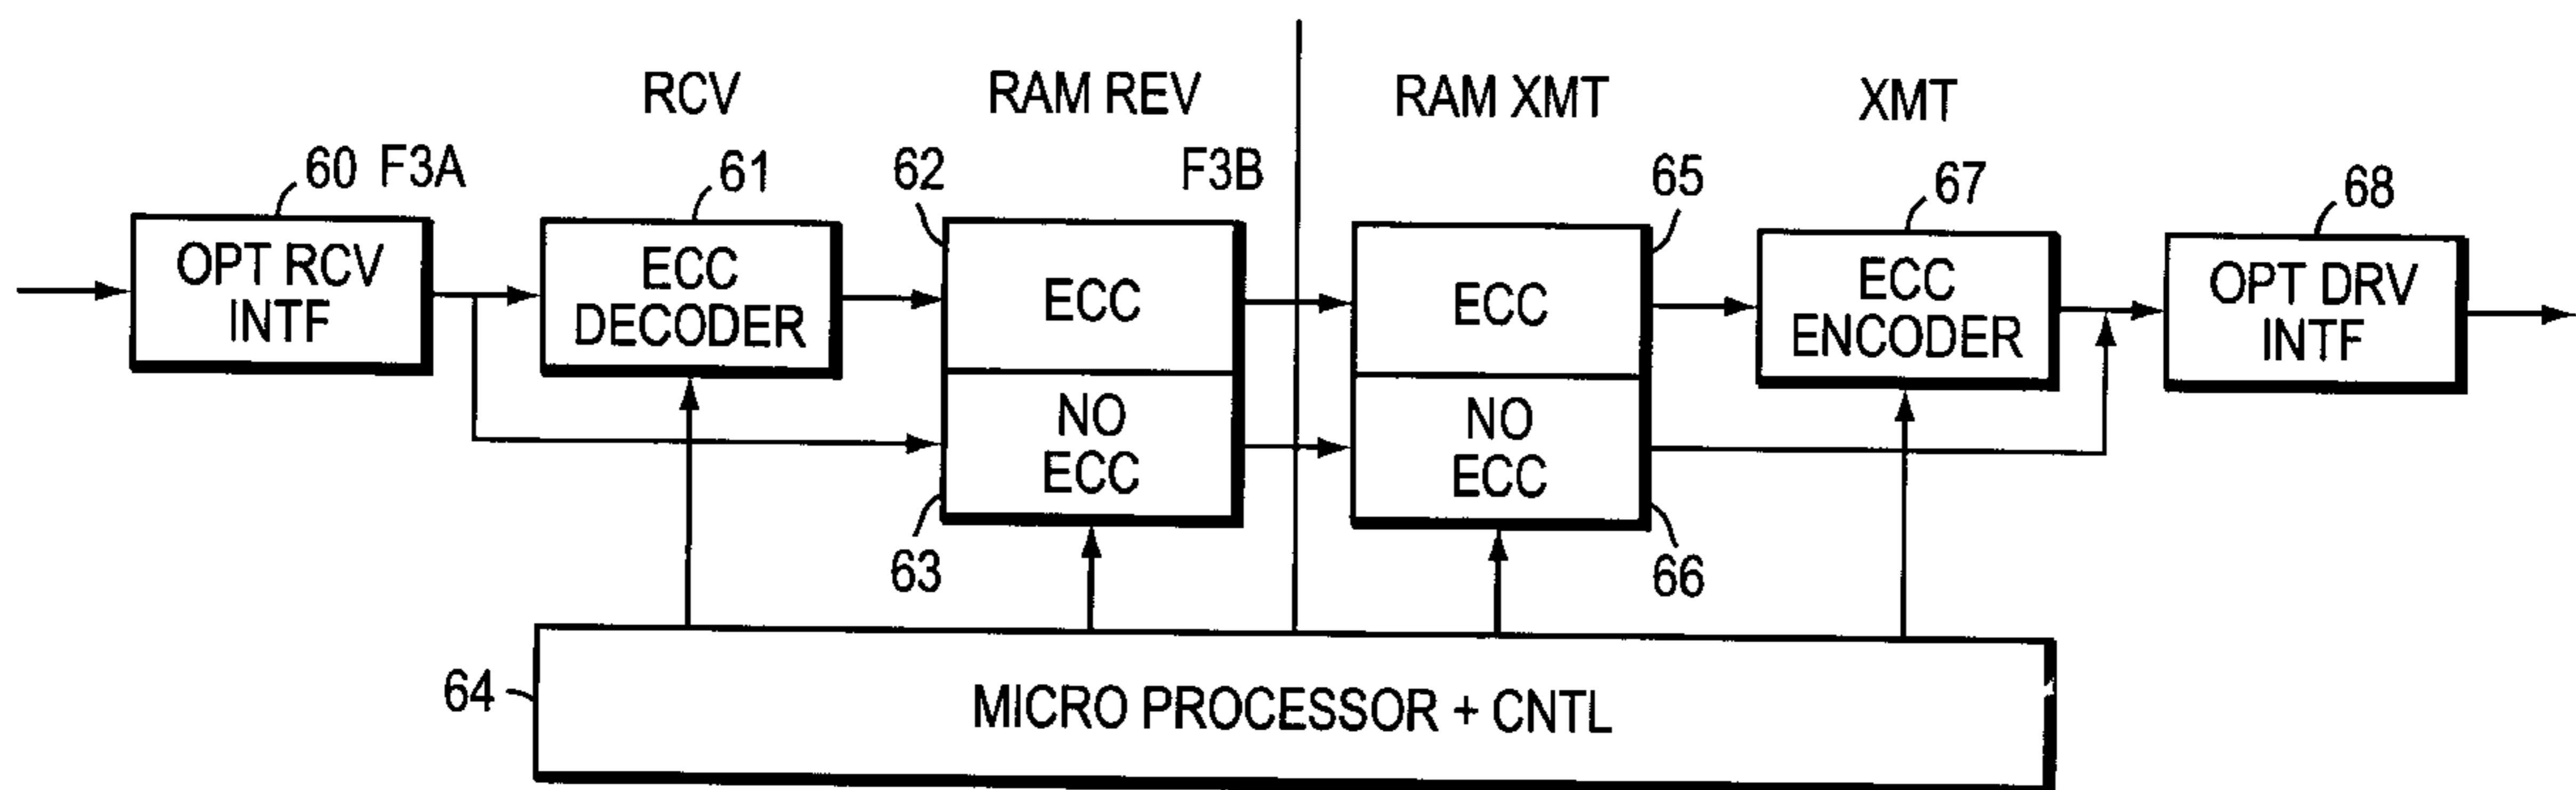 RCV
RAM REV
RAM XMT
XMT
60 F3A
61
62
F3B
65
67
68
OPT RCV
INTF
ECC
DECODER
ECC
NO
ECC
ECC
NO
ECC
ECC
ENCODER
OPT DRV
INTF
63
66
64
MICRO PROCESSOR + CNTL